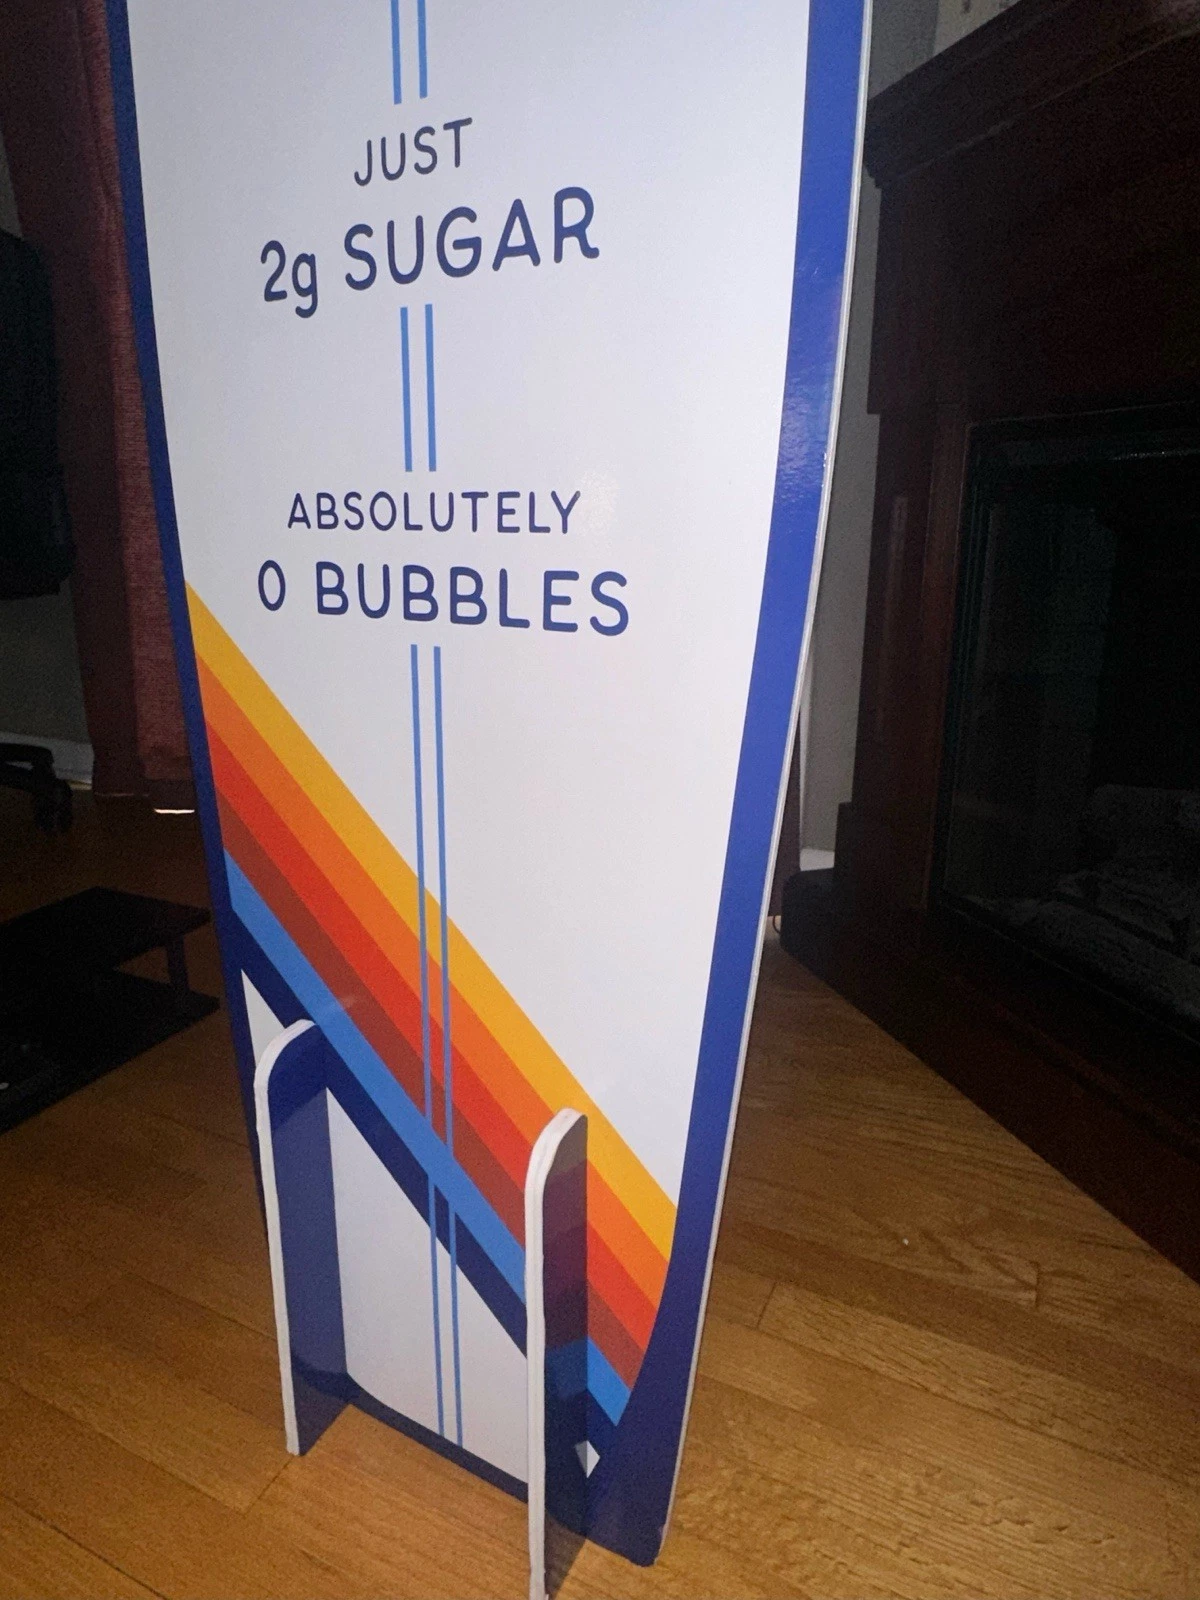 JUST
2g SUGAR
ABSOLUTELY
0 BUBBLES